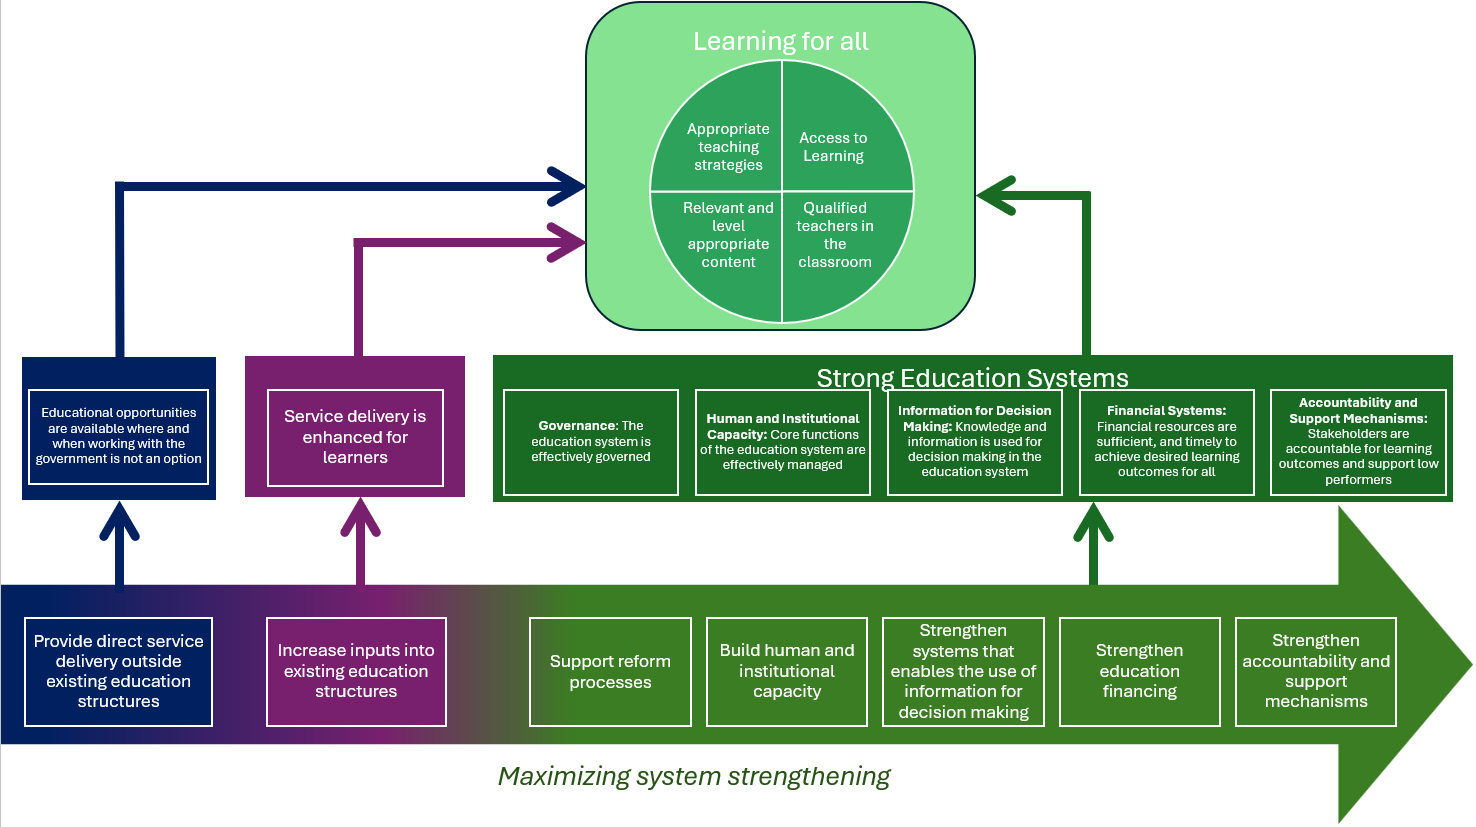 Learning for all
Appropriate
teaching
strategies
Access to
Learning
Relevant and
level
appropriate
content
Qualified
teachers in
the
classroom
Educational opportunities
are available where and
when working with the
government is not an option
Service delivery is
enhanced for
learners
Strong Education Systems
Governance: The
education system is
effectively governed
Human and Institutional
Capacity: Core functions
of the education system are
effectively managed
Information for Decision
Making: Knowledge and
information is used for
decision making in the
education system
Financial Systems:
Financial resources are
sufficient, and timely to
achieve desired learning
outcomes for all
Accountability and
Support Mechanisms:
Stakeholders are
accountable for learning
outcomes and support low
performers
Provide direct service
delivery outside
existing education
structures
Increase inputs into
existing education
structures
Support reform
processes
Build human and
institutional
capacity
Strengthen
systems that
enables the use of
information for
decision making
Strengthen
education
financing
Strengthen
accountability and
support
mechanisms
Maximizing system strengthening